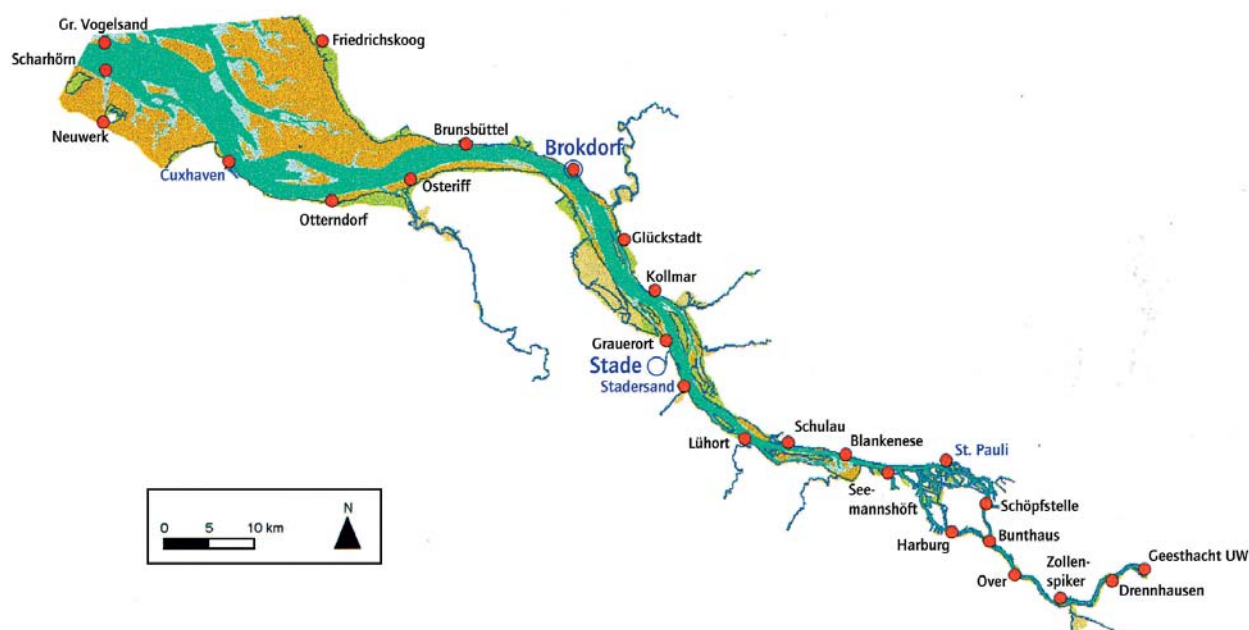 Gr. Vogelsand
Friedrichskoog
Scharhörn
Neuwerk
Brunsbüttel
Brokdorf
Cuxhaven
Osteriff
Otterndorf
Glückstadt
Kollmar
Grauerort
Stade
Stadersand
Schulau
Lühort
Blankenese
St. Pauli
See-
mannshöft
Schöpfstelle
Harburg
Bunthaus
Over
Zollen-
spiker
Geesthacht UW
Drennhausen
0 5 10 km
N